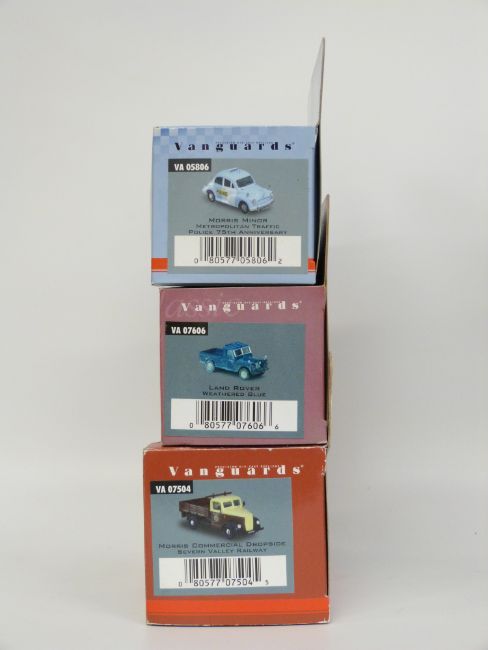 Vanguards
VA 05806
MORRIS MINOR
METROPOLITAN TRAFFIC
POLICE 75TH ANNIVERSARY
0 80577 05806 2
Vanguards
VA 07606
LAND ROVER
WEATHERED BLUE
0 80577 07606 6
Vanguards
VA 07504
MORRIS COMMERCIAL DROPSIDE
SEVERN VALLEY RAILWAY
0 80577 07504 5